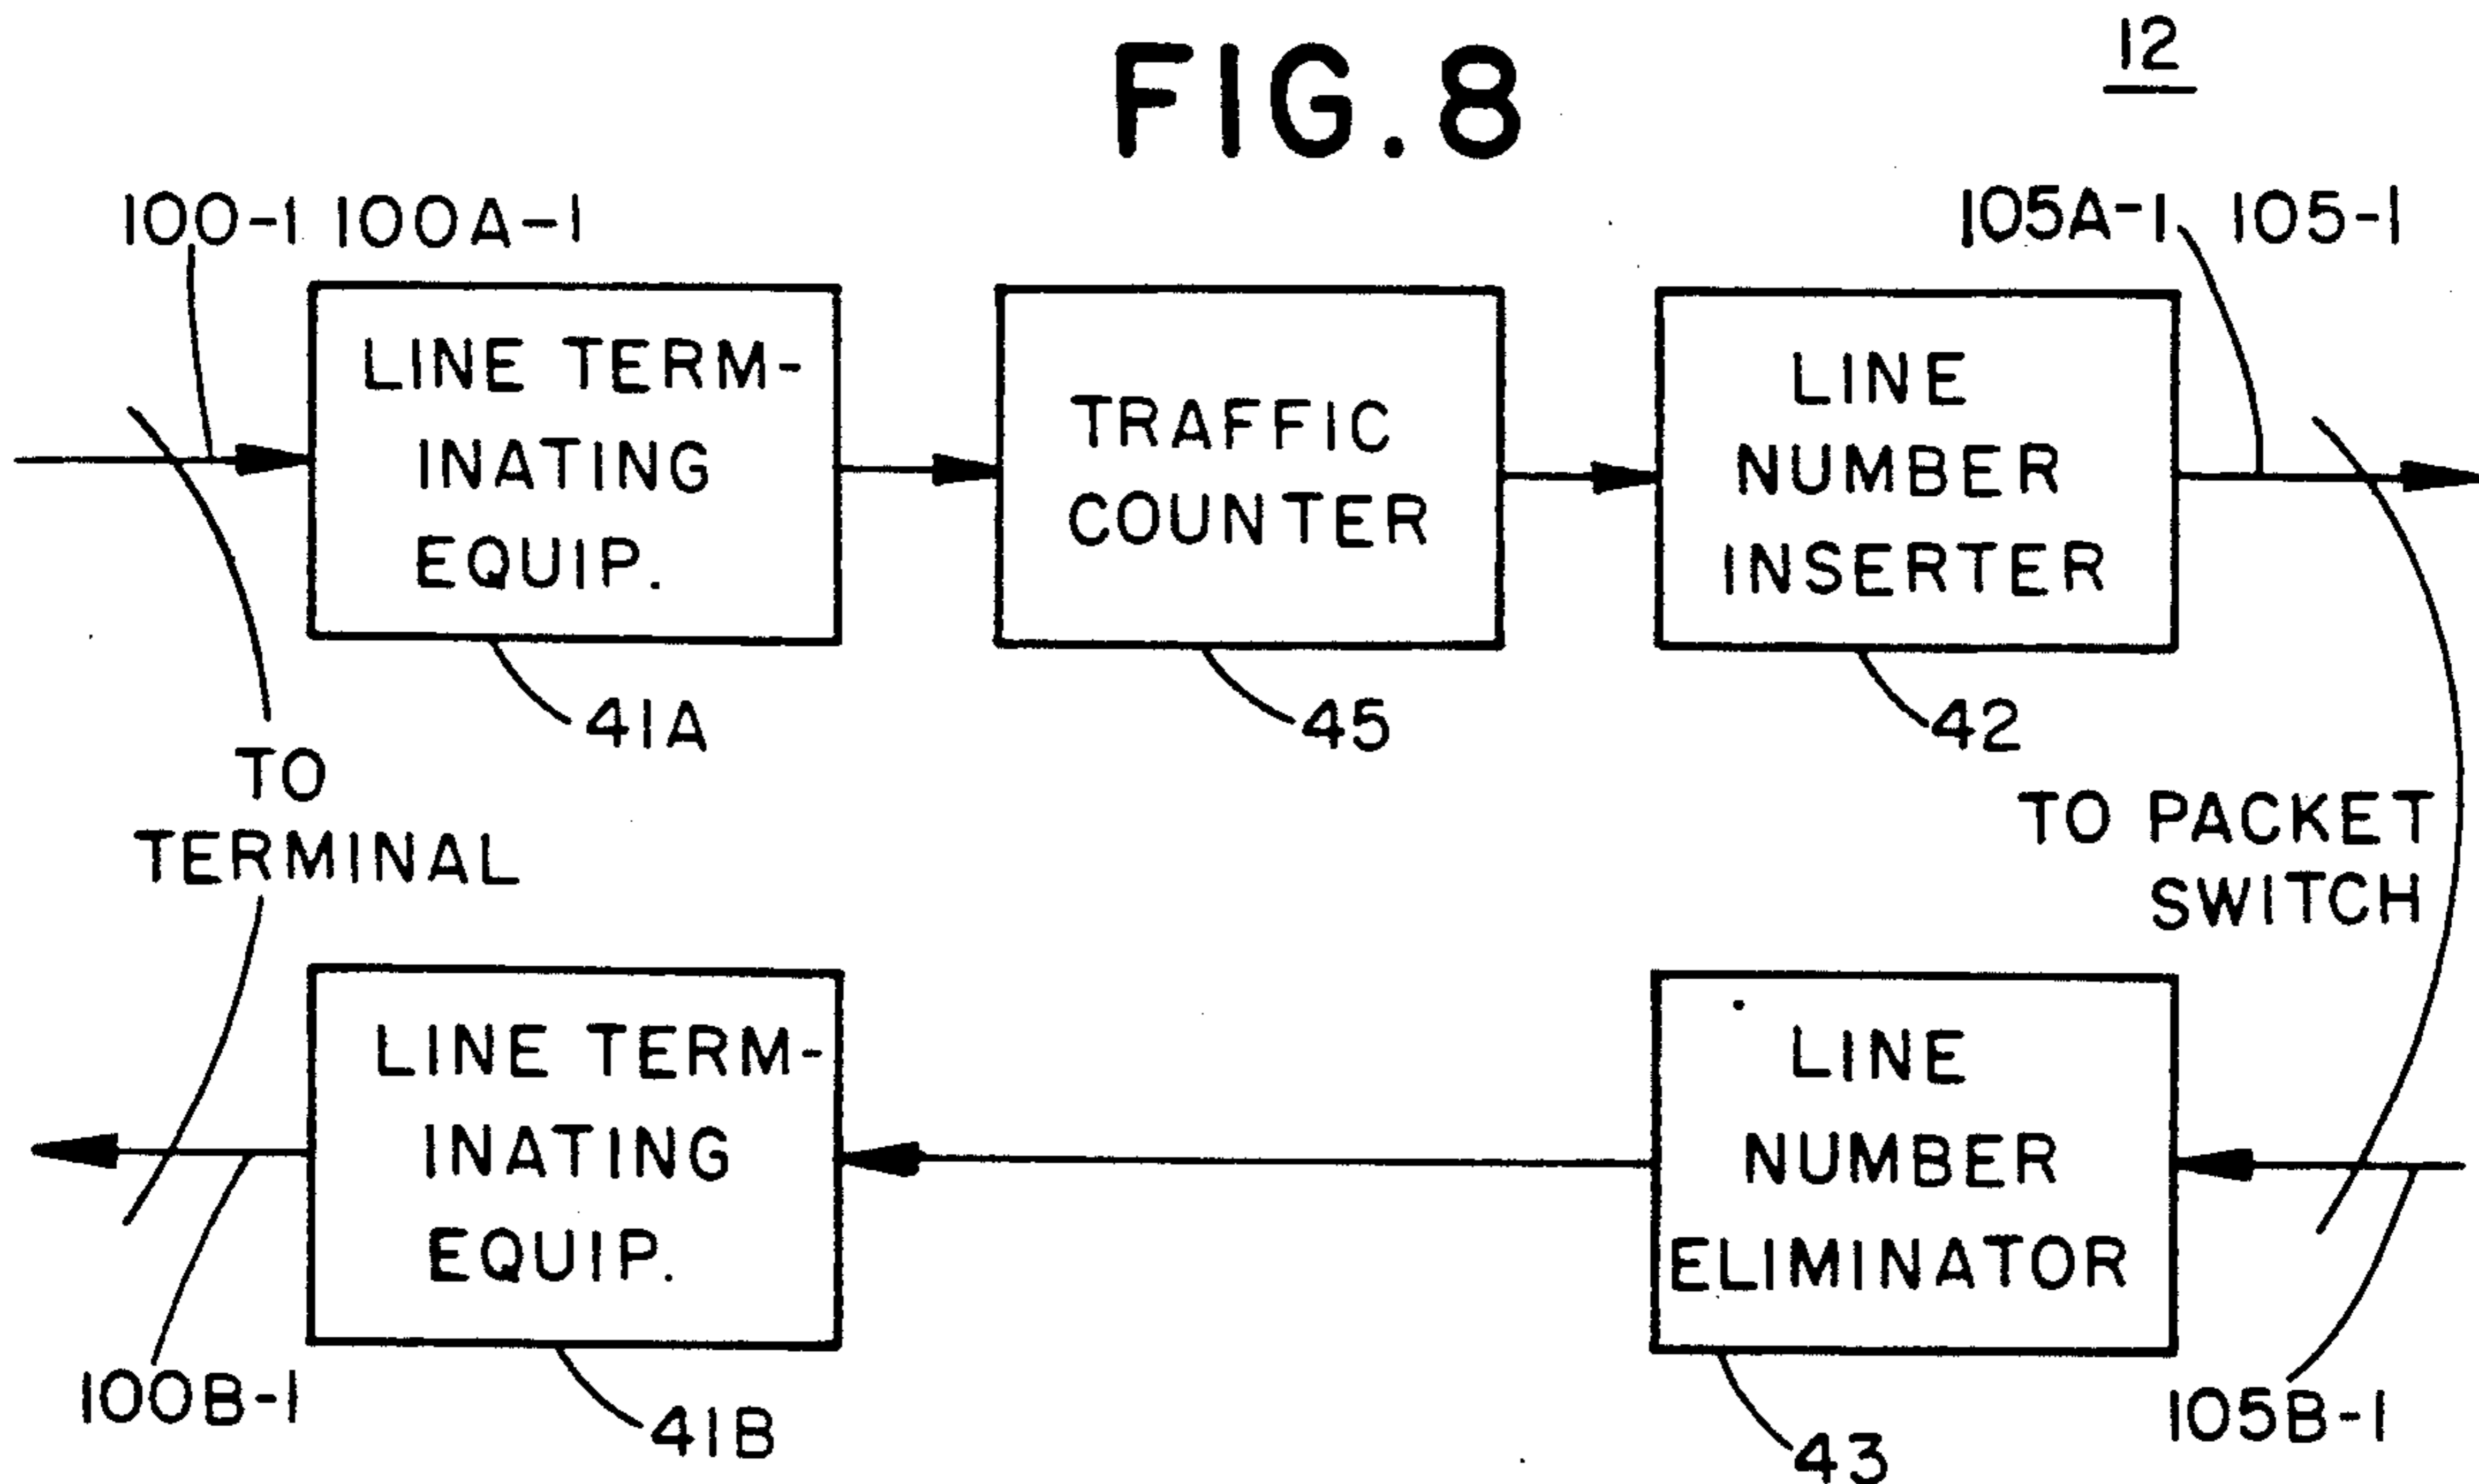 FIG.8
12
100-1 100A-1
105A-1 105-1
LINE TERM-
INATING
EQUIP.
TRAFFIC
COUNTER
LINE
NUMBER
INSERTER
41A
45
42
TO
TERMINAL
TO PACKET
SWITCH
LINE TERM-
INATING
EQUIP.
LINE
NUMBER
ELIMINATOR
100B-1
41B
43
105B-1